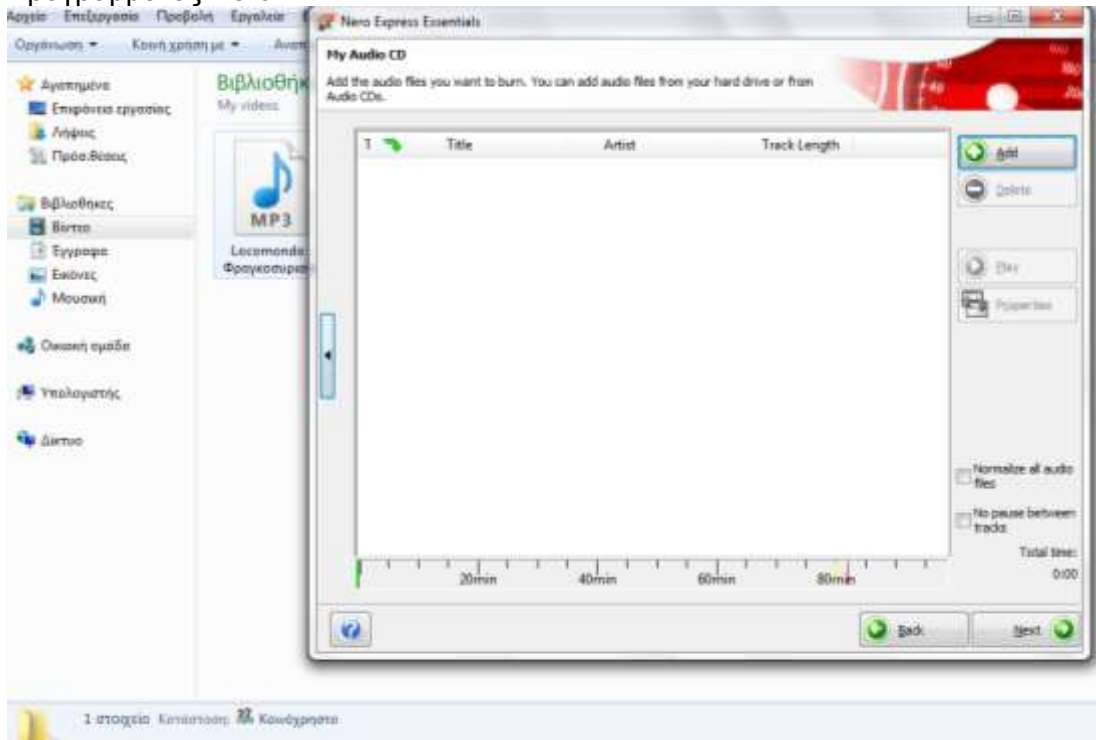 Αρχείο Επεξεργασία Προβολή Εργαλεία
Οργάνωση Κοινή χρήση με
Αγαπημένα
Επιφάνεια εργασίας
Λήψεις
Πρόσ.Θέσεις
Βιβλιοθήκες
Βίντεο
Έγγραφα
Εικόνες
Μουσική
Οικιακή ομάδα
Υπολογιστής
Δίκτυο
My videos
MP3
Nero Express Essentials
My Audio CD
Add the audio files you want to burn. You can add audio files from your hard drive or from
Audio CDs.
T Title Artist Track Length
Add
Delete
Play
Properties
Normalize all audio
files
No pause between
tracks
Total time:
0:00
20min 40min 60min 80min
Back Next
1 στοιχείο Κατάσταση: Κοινόχρηστο